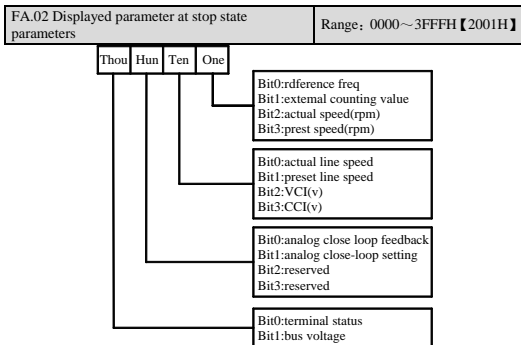 FA.02 Displayed parameter at stop state
parameters
Range：0000～3FFFH【2001H】
Thou Hun Ten One
Bit0:rdference freq
Bit1:extemal counting value
Bit2:actual speed(rpm)
Bit3:prest speed(rpm)
Bit0:actual line speed
Bit1:preset line speed
Bit2:VCI(v)
Bit3:CCI(v)
Bit0:analog close loop feedback
Bit1:analog close-loop setting
Bit2:reserved
Bit3:reserved
Bit0:terminal status
Bit1:bus voltage